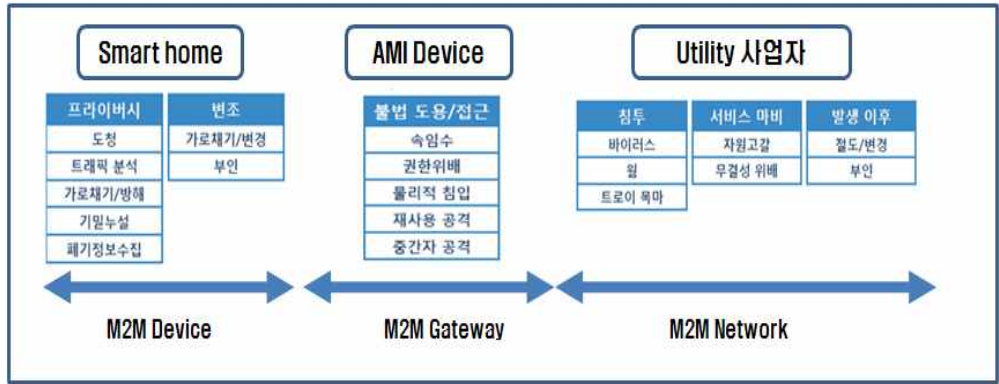 Smart home
AMI Device
Utility 사업자
프라이버시
도청
트래픽 분석
가로채기/방해
기밀누설
폐기정보수집
변조
가로채기/변경
부인
불법 도용/접근
속임수
권한위배
물리적 침입
재사용 공격
중간자 공격
침투
바이러스
웜
트로이 목마
서비스 마비
자원고갈
무결성 위배
발생 이후
절도/변경
부인
M2M Device
M2M Gateway
M2M Network